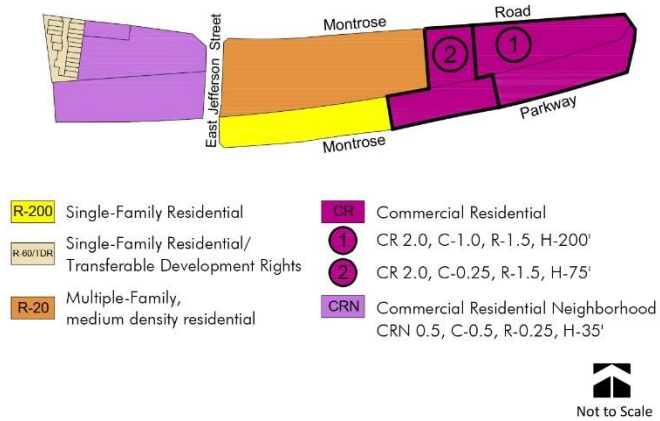 Montrose
Road
East Jefferson Street
2
1
Montrose
Parkway
R-200 Single-Family Residential
R-60/TDR Single-Family Residential/
Transferable Development Rights
R-20 Multiple-Family,
medium density residential
CR Commercial Residential
1 CR 2.0, C-1.0, R-1.5, H-200'
2 CR 2.0, C-0.25, R-1.5, H-75'
CRN Commercial Residential Neighborhood
CRN 0.5, C-0.5, R-0.25, H-35'
Not to Scale